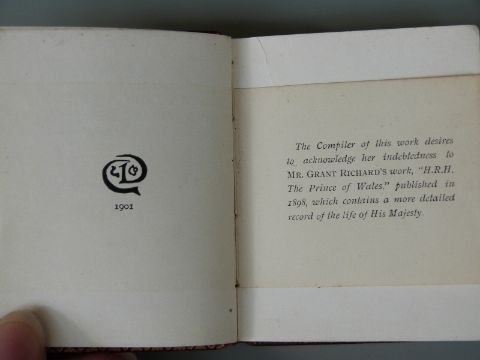 1901
The Compiler of this work desires
to acknowledge her indebtedness to
MR. GRANT RICHARD'S work, "H.R.H.
The Prince of Wales." published in
1898, which contains a more detailed
record of the life of His Majesty.